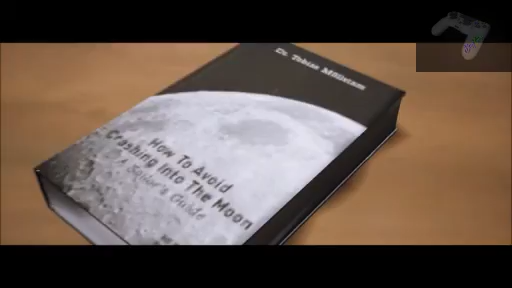 Dr. Tobias
How To Avoid
Crashing Into The Moon
A Sailor's Guide